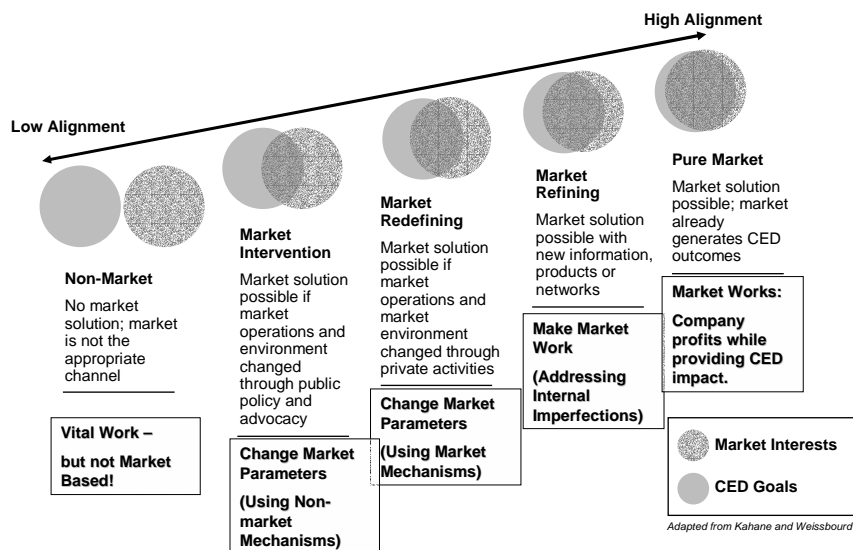 High Alignment
Low Alignment
Non-Market
No market
solution; market
is not the
appropriate
channel
Vital Work –
but not Market
Based!
Market
Intervention
Market solution
possible if
market
operations and
environment
changed
through public
policy and
advocacy
Change Market
Parameters
(Using Non-
market
Mechanisms)
Market
Redefining
Market solution
possible if
market
operations and
market
environment
changed through
private activities
Change Market
Parameters
(Using Market
Mechanisms)
Market
Refining
Market solution
possible with
new information,
products or
networks
Make Market
Work
(Addressing
Internal
Imperfections)
Pure Market
Market solution
possible; market
already
generates CED
outcomes
Market Works:
Company
profits while
providing CED
impact.
Market Interests
CED Goals
Adapted from Kahane and Weissbourd